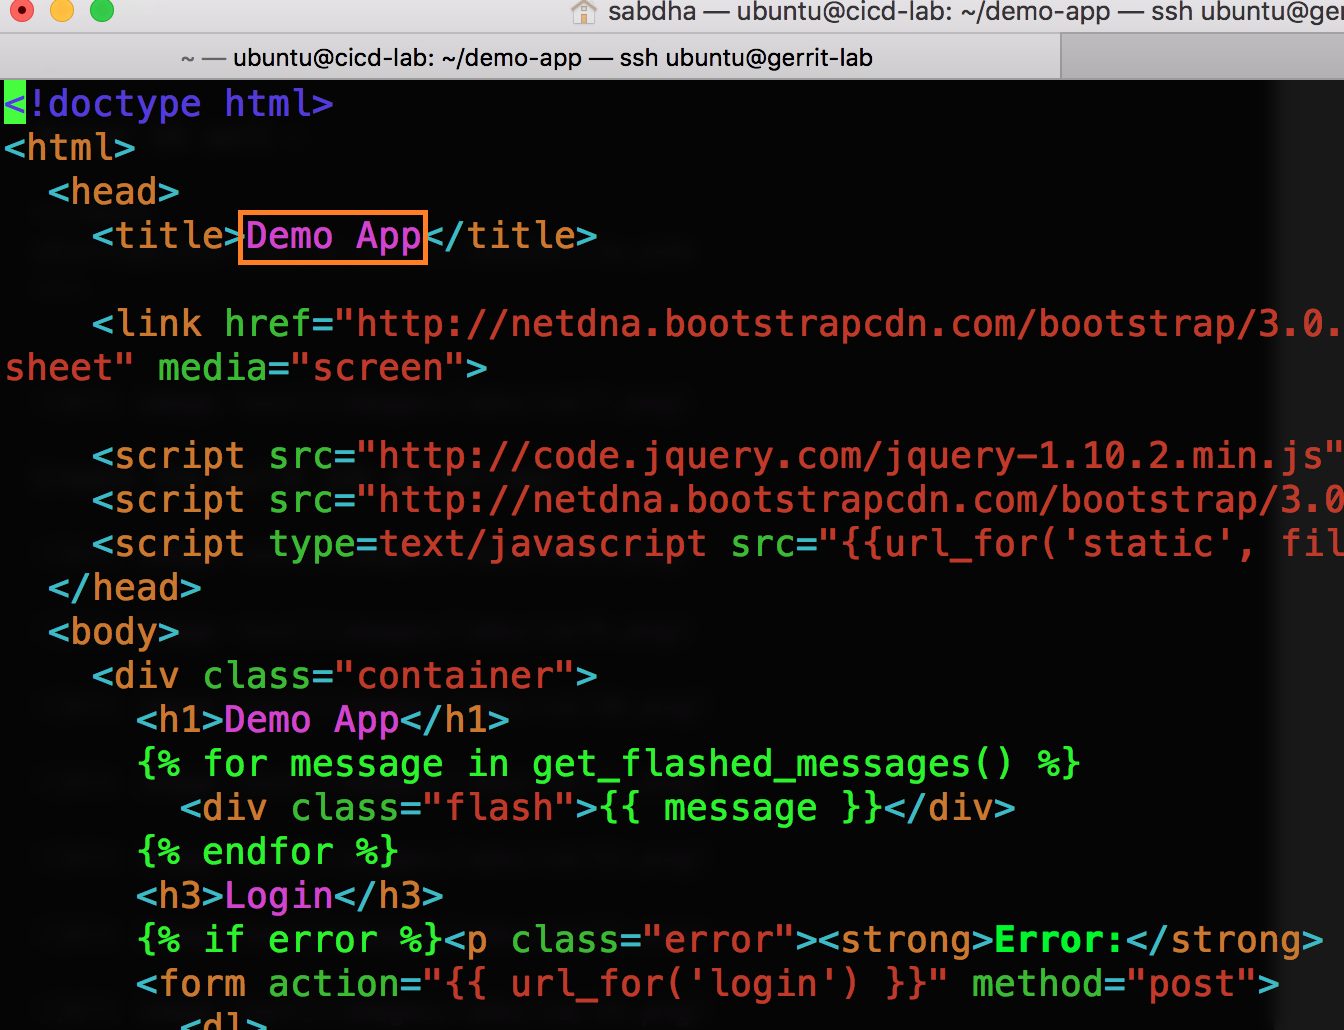 sabdha — ubuntu@cicd-lab: ~/demo-app — ssh ubuntu@ger
~ — ubuntu@cicd-lab: ~/demo-app — ssh ubuntu@gerrit-lab
<!doctype html>
<html>
  <head>
    <title>Demo App</title>

    <link href="http://netdna.bootstrapcdn.com/bootstrap/3.0.
sheet" media="screen">

    <script src="http://code.jquery.com/jquery-1.10.2.min.js"
    <script src="http://netdna.bootstrapcdn.com/bootstrap/3.0
    <script type=text/javascript src="{{url_for('static', fil
  </head>
  <body>
    <div class="container">
      <h1>Demo App</h1>
      {% for message in get_flashed_messages() %}
        <div class="flash">{{ message }}</div>
      {% endfor %}
      <h3>Login</h3>
      {% if error %}<p class="error"><strong>Error:</strong>
      <form action="{{ url_for('login') }}" method="post">
        <dl>